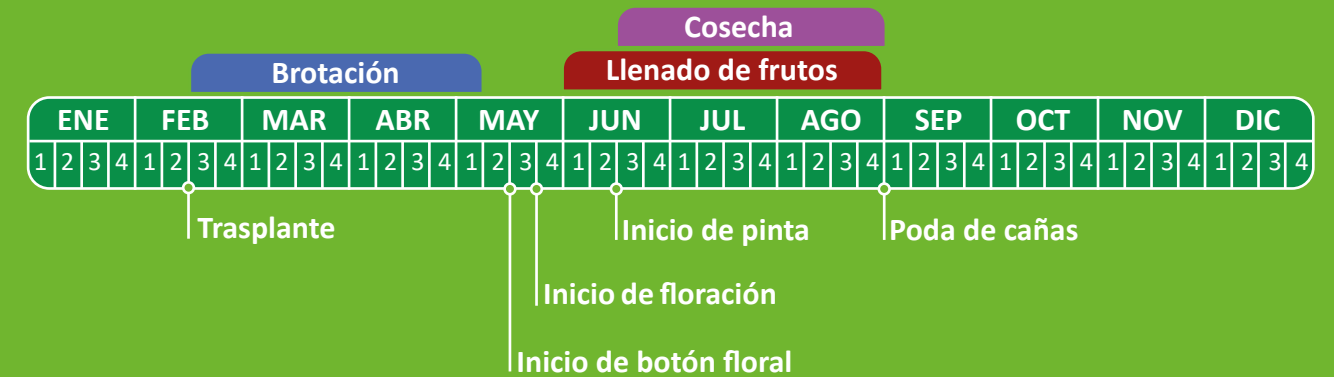 Cosecha
Brotación
Llenado de frutos
ENE FEB MAR ABR MAY JUN JUL AGO SEP OCT NOV DIC
1 2 3 4 1 2 3 4 1 2 3 4 1 2 3 4 1 2 3 4 1 2 3 4 1 2 3 4 1 2 3 4 1 2 3 4 1 2 3 4 1 2 3 4 1 2 3 4
Trasplante
Inicio de pinta
Poda de cañas
Inicio de floración
Inicio de botón floral